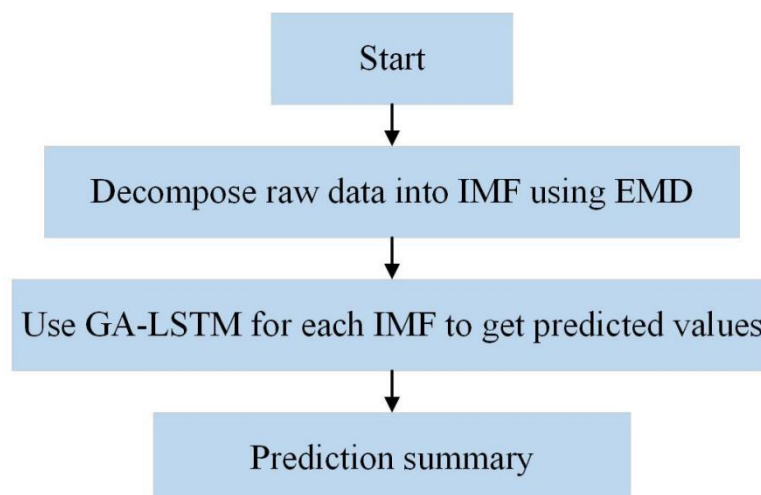 Start
Decompose raw data into IMF using EMD
Use GA-LSTM for each IMF to get predicted values
Prediction summary